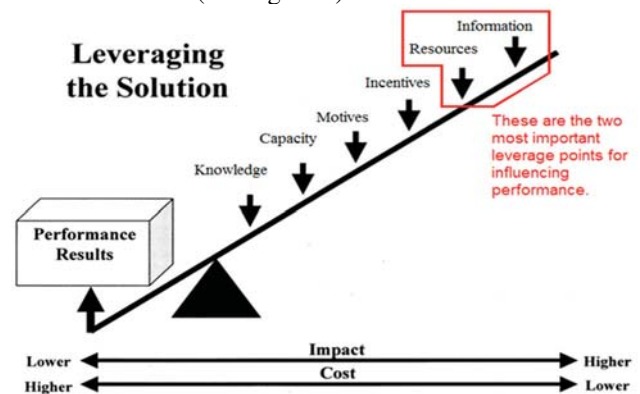 Leveraging
the Solution
Information
Resources
Incentives
Motives
Capacity
Knowledge
These are the two
most important
leverage points for
influencing
performance.
Performance
Results
Impact
Lower
Higher
Cost
Higher
Lower